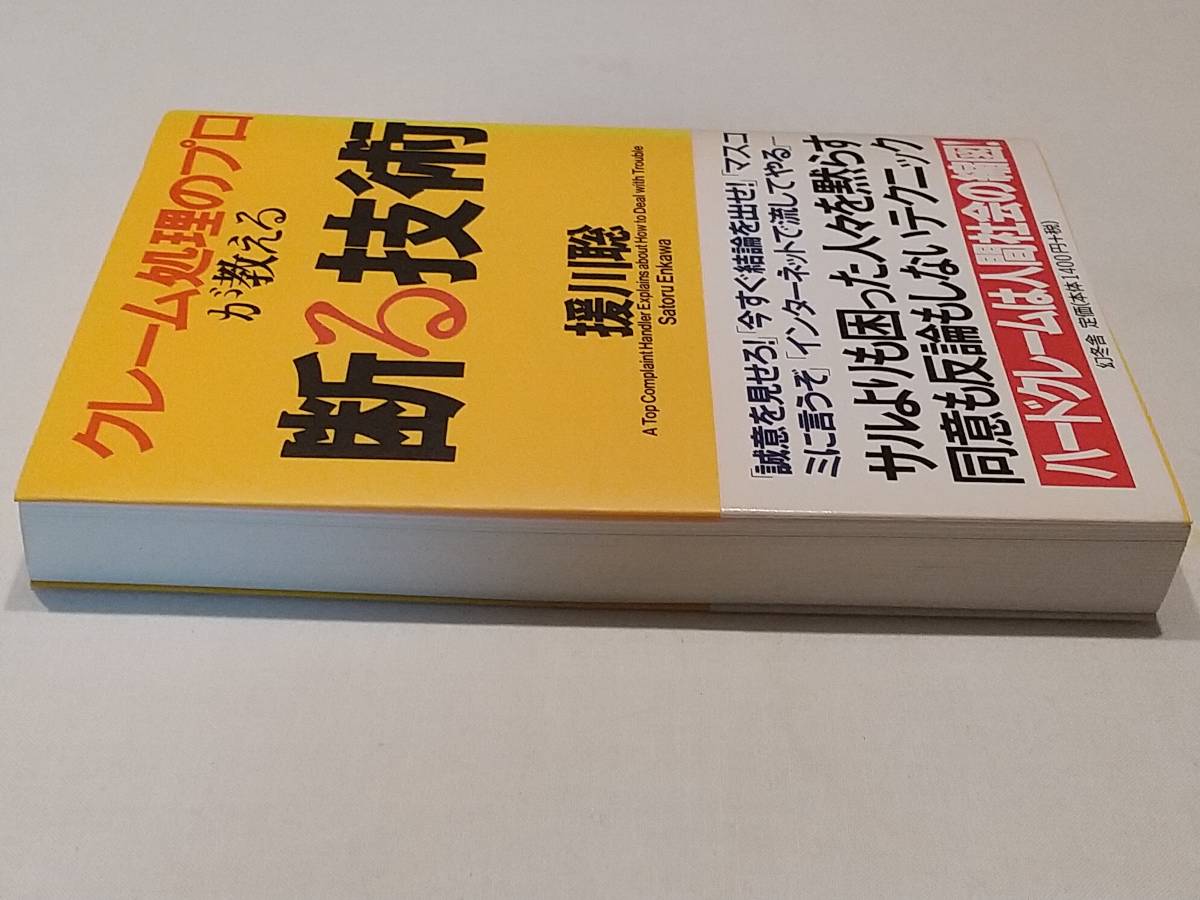 クレーム処理のプロ
が教える
断る技術
援川聡
A Top Complaint Handler Explains about How to Deal with Trouble
Satoru Enkawa
「誠意を見せろ！」「今すぐ結論を出せ！」「マスコ
ミに言うぞ」「インターネットで流してやる」―
サルよりも困った人々を黙らす
同意も反論もしないテクニック
ハードクレームは人間社会の縮図！
幻冬舎 定価（本体1400円+税）